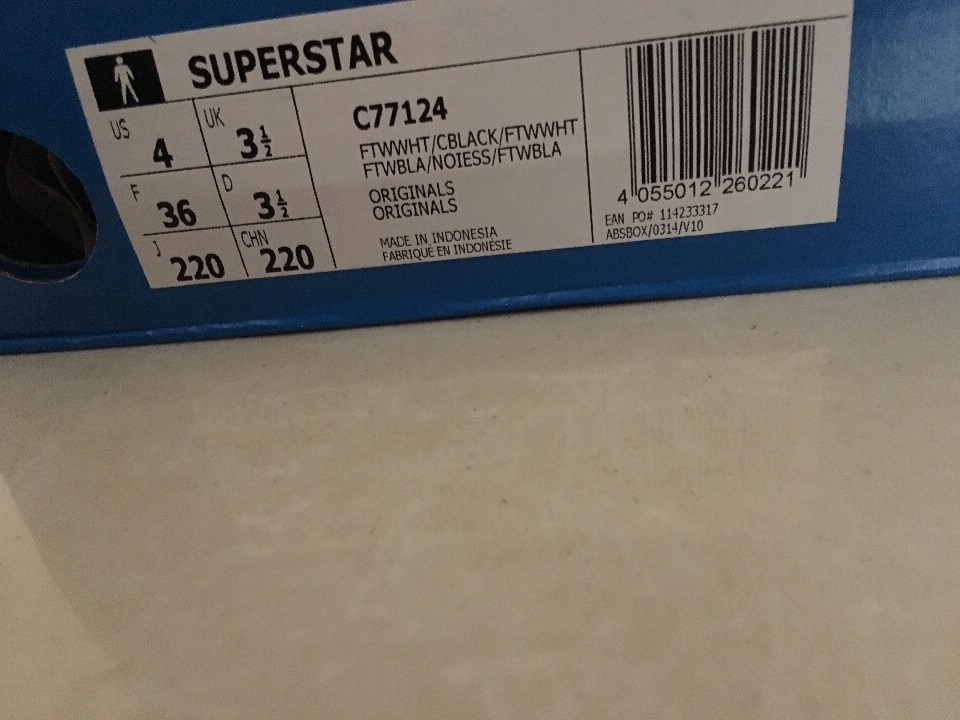 SUPERSTAR
US 4 UK 3½
F 36 D 3½
J 220 CHN 220
C77124
FTWWHT/CBLACK/FTWWHT
FTWBLA/NOIESS/FTWBLA
ORIGINALS
ORIGINALS
MADE IN INDONESIA
FABRIQUÉ EN INDONÉSIE
4 055012 260221
EAN PO# 114233317
ABSBOX/0314/V10